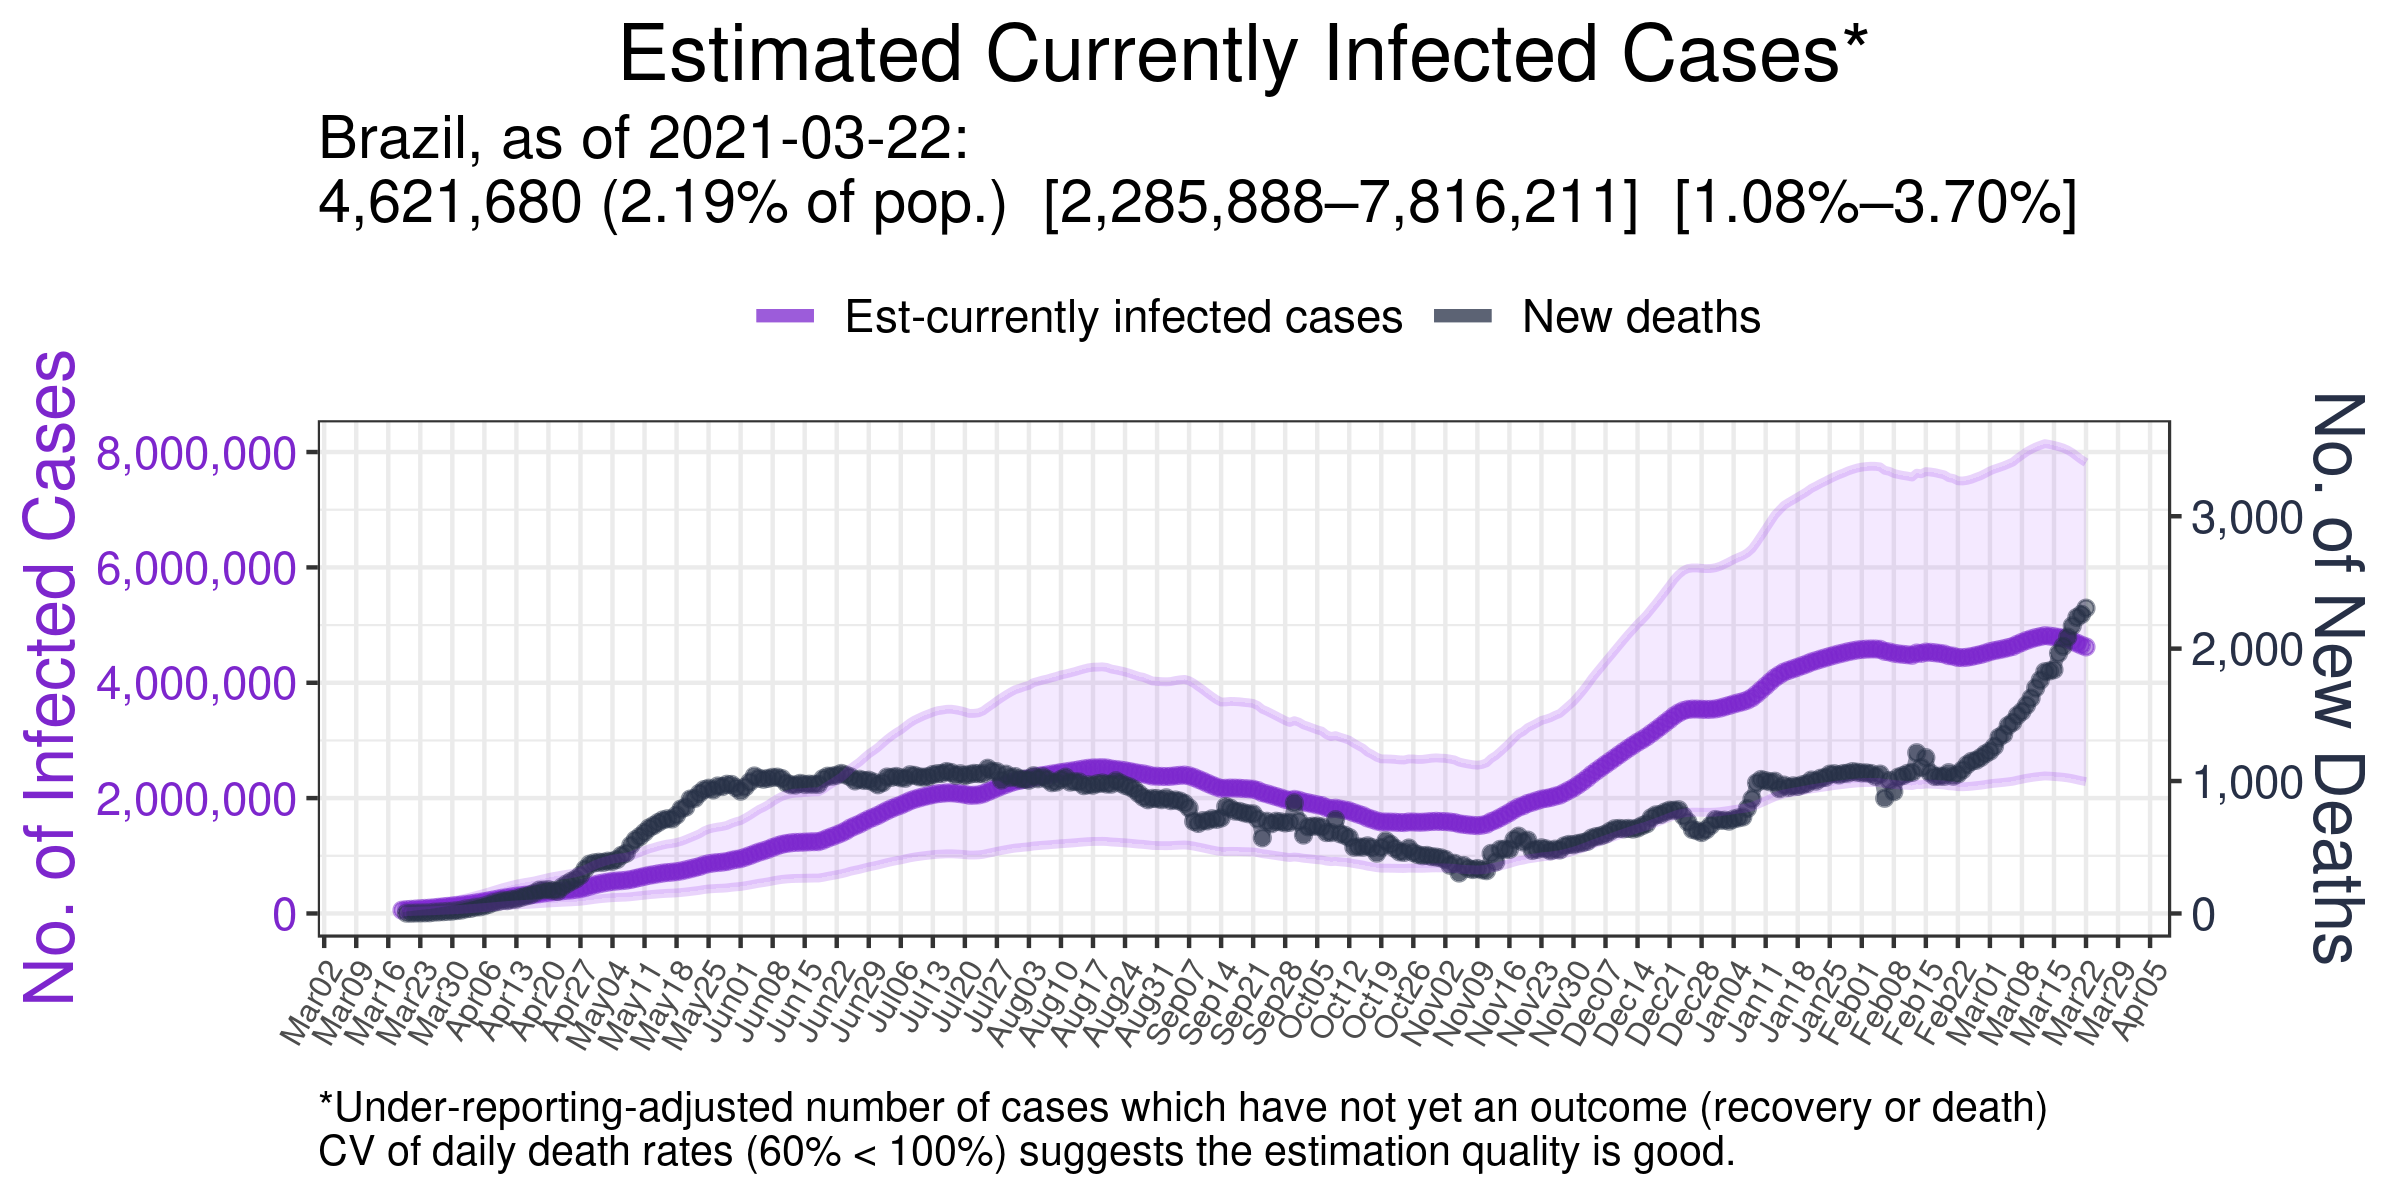 Estimated Currently Infected Cases*
Brazil, as of 2021-03-22:
4,621,680 (2.19% of pop.)  [2,285,888–7,816,211]  [1.08%–3.70%]
Est-currently infected cases
New deaths
No. of Infected Cases
8,000,000
6,000,000
4,000,000
2,000,000
0
No. of New Deaths
3,000
2,000
1,000
0
Mar02
Mar09
Mar16
Mar23
Mar30
Apr06
Apr13
Apr20
Apr27
May04
May11
May18
May25
Jun01
Jun08
Jun15
Jun22
Jun29
Jul06
Jul13
Jul20
Jul27
Aug03
Aug10
Aug17
Aug24
Aug31
Sep07
Sep14
Sep21
Sep28
Oct05
Oct12
Oct19
Oct26
Nov02
Nov09
Nov16
Nov23
Nov30
Dec07
Dec14
Dec21
Dec28
Jan04
Jan11
Jan18
Jan25
Feb01
Feb08
Feb15
Feb22
Mar01
Mar08
Mar15
Mar22
Mar29
Apr05
*Under-reporting-adjusted number of cases which have not yet an outcome (recovery or death)
CV of daily death rates (60% < 100%) suggests the estimation quality is good.